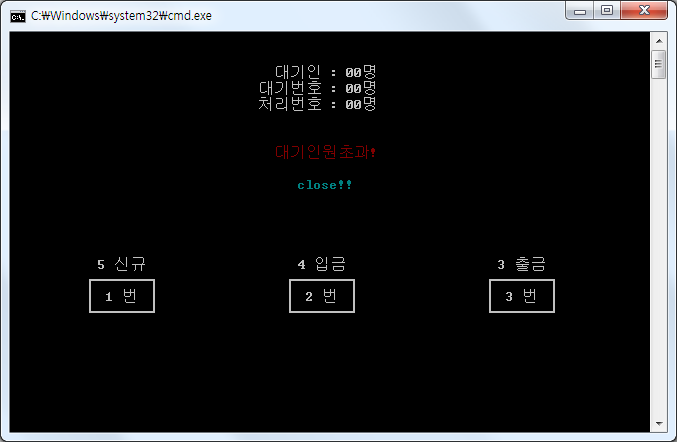 C:₩Windows₩system32₩cmd.exe
대기인 : 00명
대기번호 : 00명
처리번호 : 00명
대기인원초과!
close!!
5 신규 4 입금 3 출금
1 번 2 번 3 번